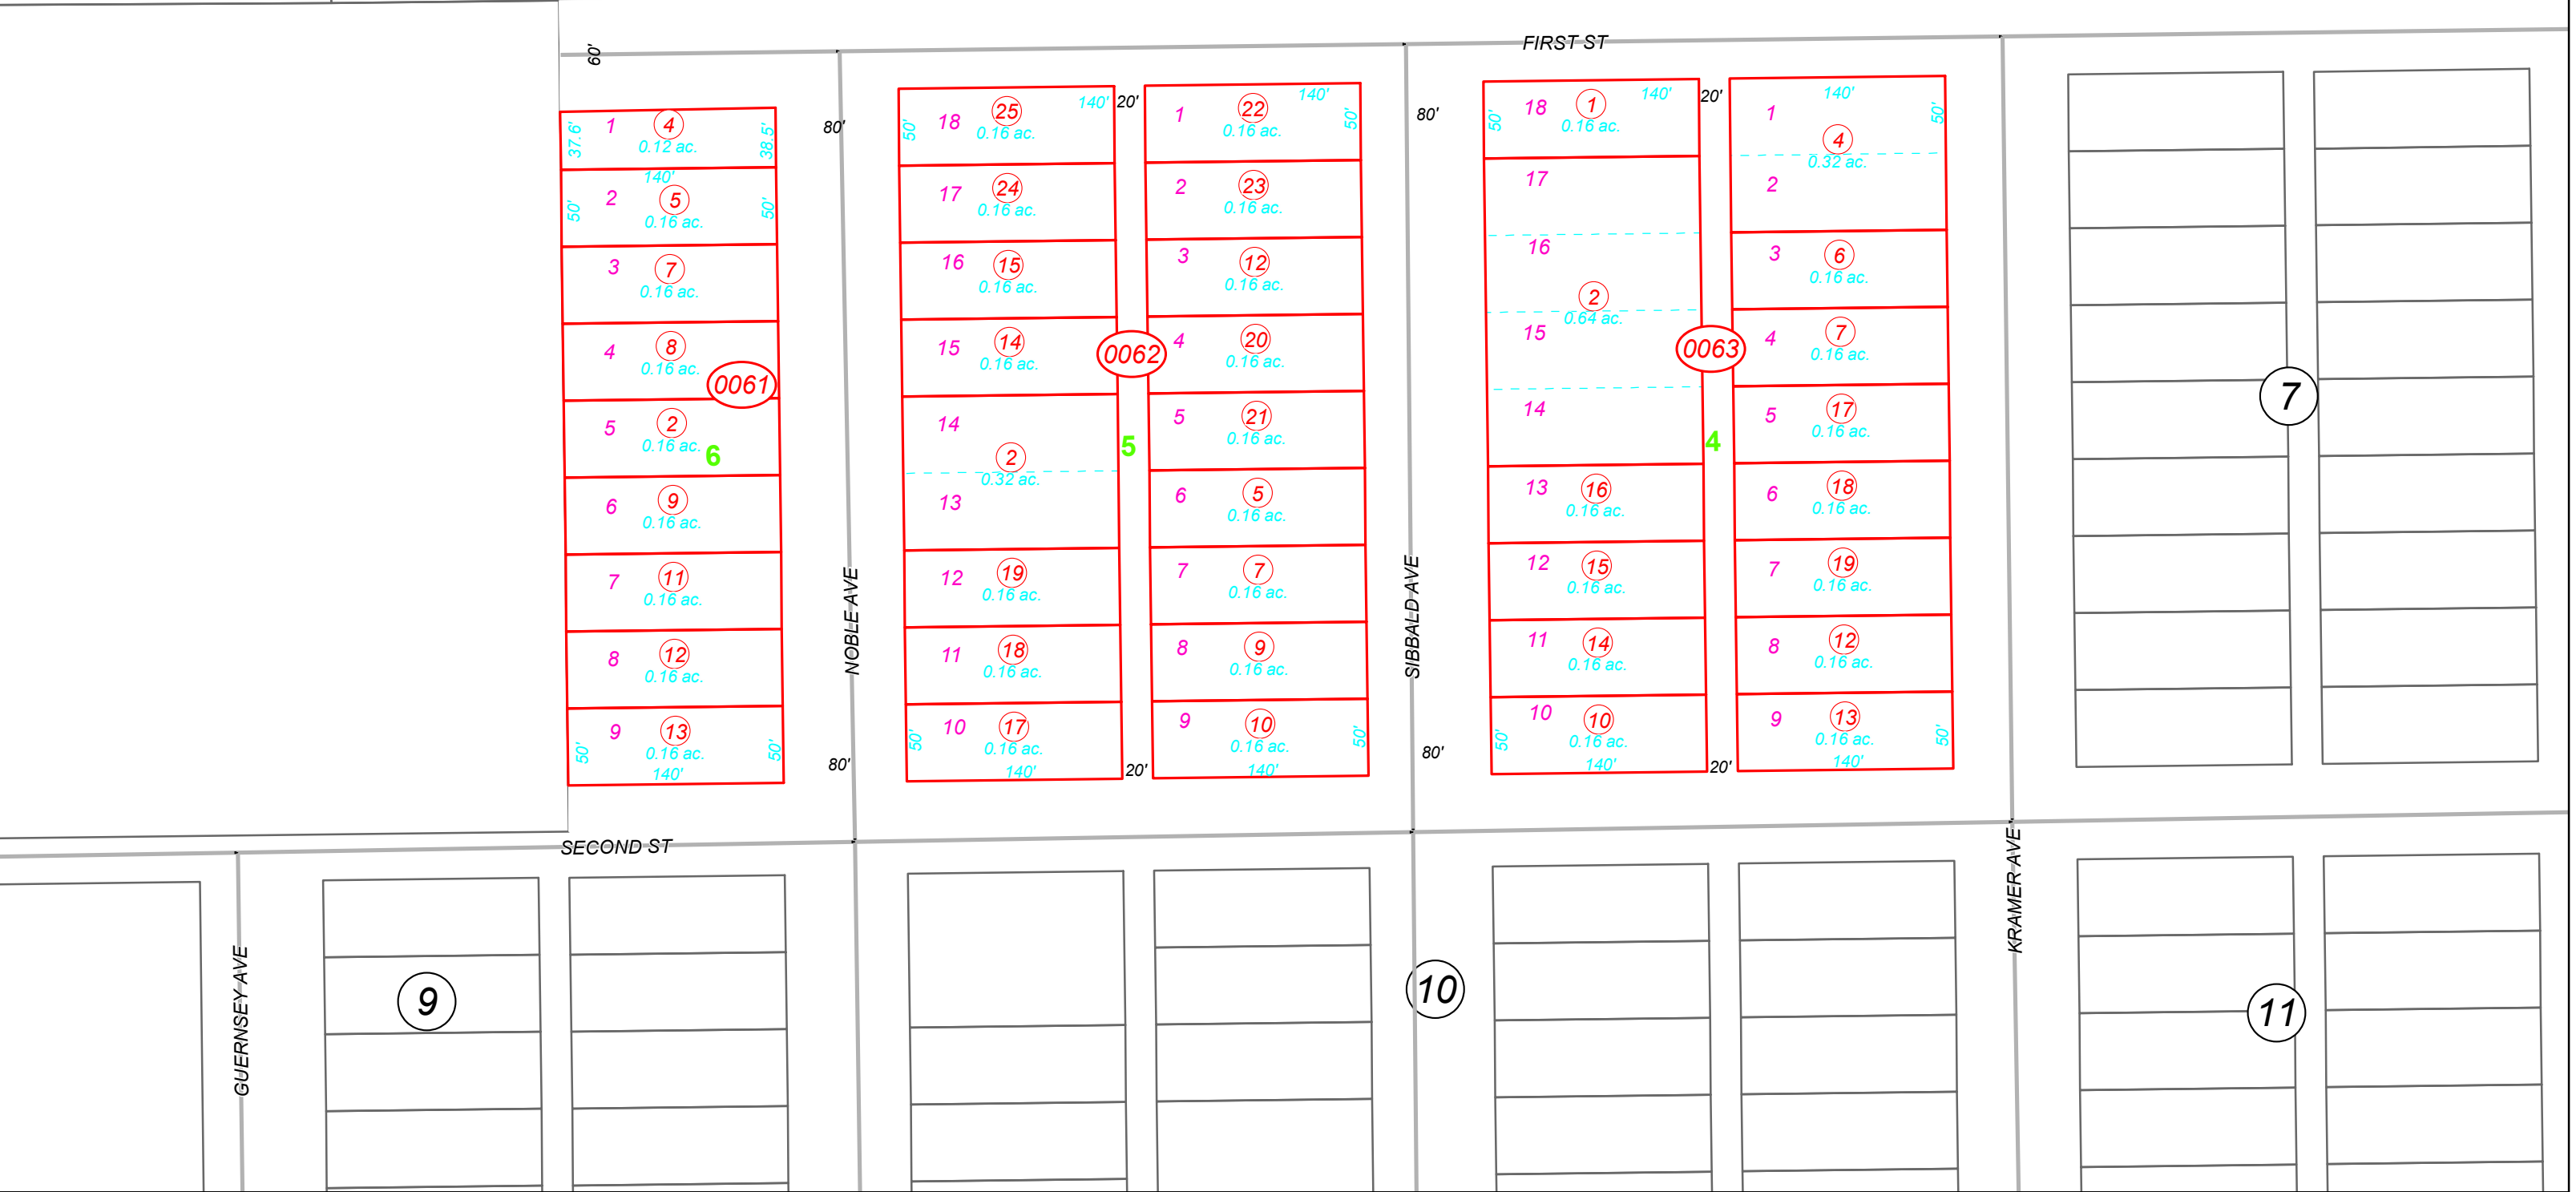 FIRST ST
60'
1 4
0.12 ac.
37.6' 38.5'
140'
2 5
0.16 ac.
50' 50'
3 7
0.16 ac.
4 8
0.16 ac.
0061
5 2
0.16 ac.
6
6 9
0.16 ac.
7 11
0.16 ac.
8 12
0.16 ac.
9 13
0.16 ac.
50' 50'
140'
80'
NOBLE AVE
80'
18 25 140'
0.16 ac.
50'
17 24
0.16 ac.
16 15
0.16 ac.
15 14
0.16 ac.
14
2
0.32 ac.
13
12 19
0.16 ac.
11 18
0.16 ac.
10 17
0.16 ac.
50'
140'
20'
0062
5
20'
1 22 140'
0.16 ac.
50'
2 23
0.16 ac.
3 12
0.16 ac.
4 20
0.16 ac.
5 21
0.16 ac.
6 5
0.16 ac.
7 7
0.16 ac.
8 9
0.16 ac.
9 10
0.16 ac.
50'
140'
80'
SIBBALD AVE
80'
18 1 140'
0.16 ac.
50'
17
16
2
0.64 ac.
15
14
13 16
0.16 ac.
12 15
0.16 ac.
11 14
0.16 ac.
10 10
0.16 ac.
50'
140'
20'
0063
4
20'
140'
1
50'
4
0.32 ac.
2
3 6
0.16 ac.
4 7
0.16 ac.
5 17
0.16 ac.
6 18
0.16 ac.
7 19
0.16 ac.
8 12
0.16 ac.
9 13
0.16 ac.
50'
140'
7
SECOND ST
KRAMER AVE
GUERNSEY AVE
9
10
11